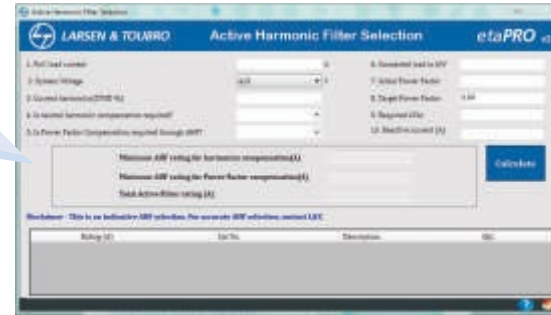 Active Harmonic Filter Selection
LARSEN & TOUBRO
Active Harmonic Filter Selection
etaPRO
1. Full load current
A
6. Connected load in kW
2. System Voltage
415
V
7. Initial Power Factor
3. Current harmonics(THDI %)
8. Target Power Factor
4. Is neutral harmonic compensation required?
9. Required kVAr
5. Is Power Factor Compensation required through AHF?
10. Reactive current (A)
Minimum AHF rating for harmonics compensation(A)
Minimum AHF rating for Power Factor compensation(A)
Total Active filter rating (A)
Calculate
Disclaimer - This is an indicative AHF selection. For accurate AHF selection, contact L&T.
Rating (A)
Cat No.
Description
Qty.